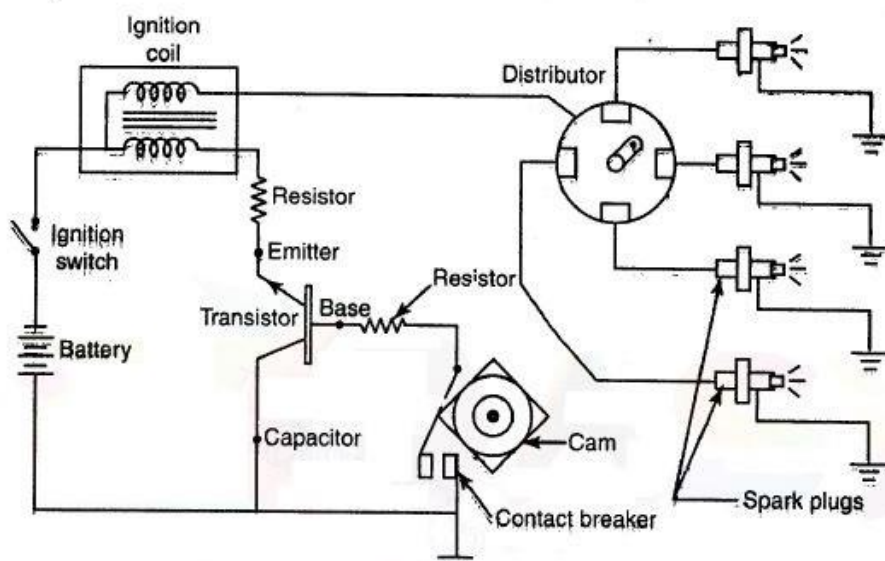 Ignition
coil
Distributor
Resistor
Ignition
switch
Emitter
Resistor
Base
Transistor
Battery
Capacitor
Cam
Contact breaker
Spark plugs